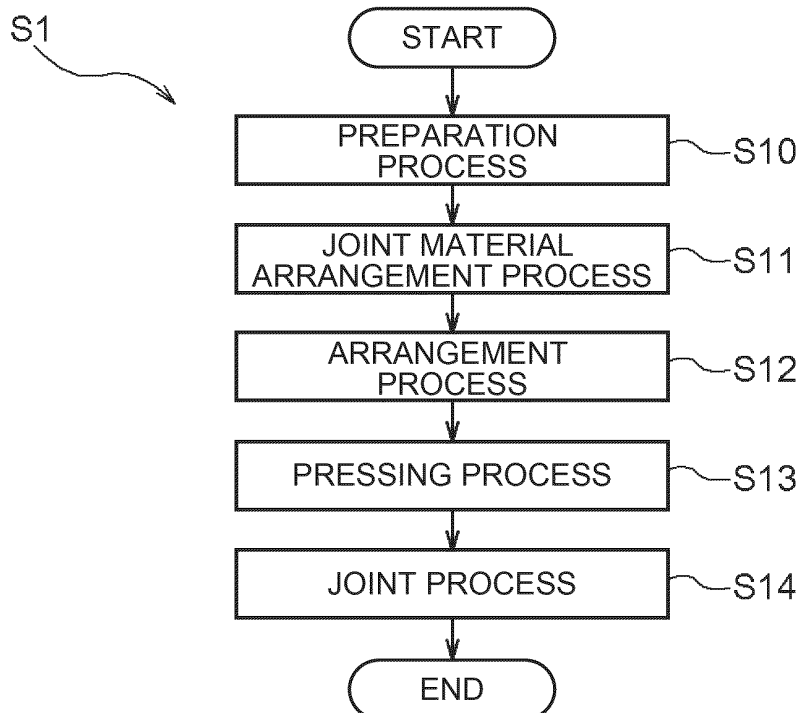 S1
START
PREPARATION
PROCESS
S10
JOINT MATERIAL
ARRANGEMENT PROCESS
S11
ARRANGEMENT
PROCESS
S12
PRESSING PROCESS
S13
JOINT PROCESS
S14
END